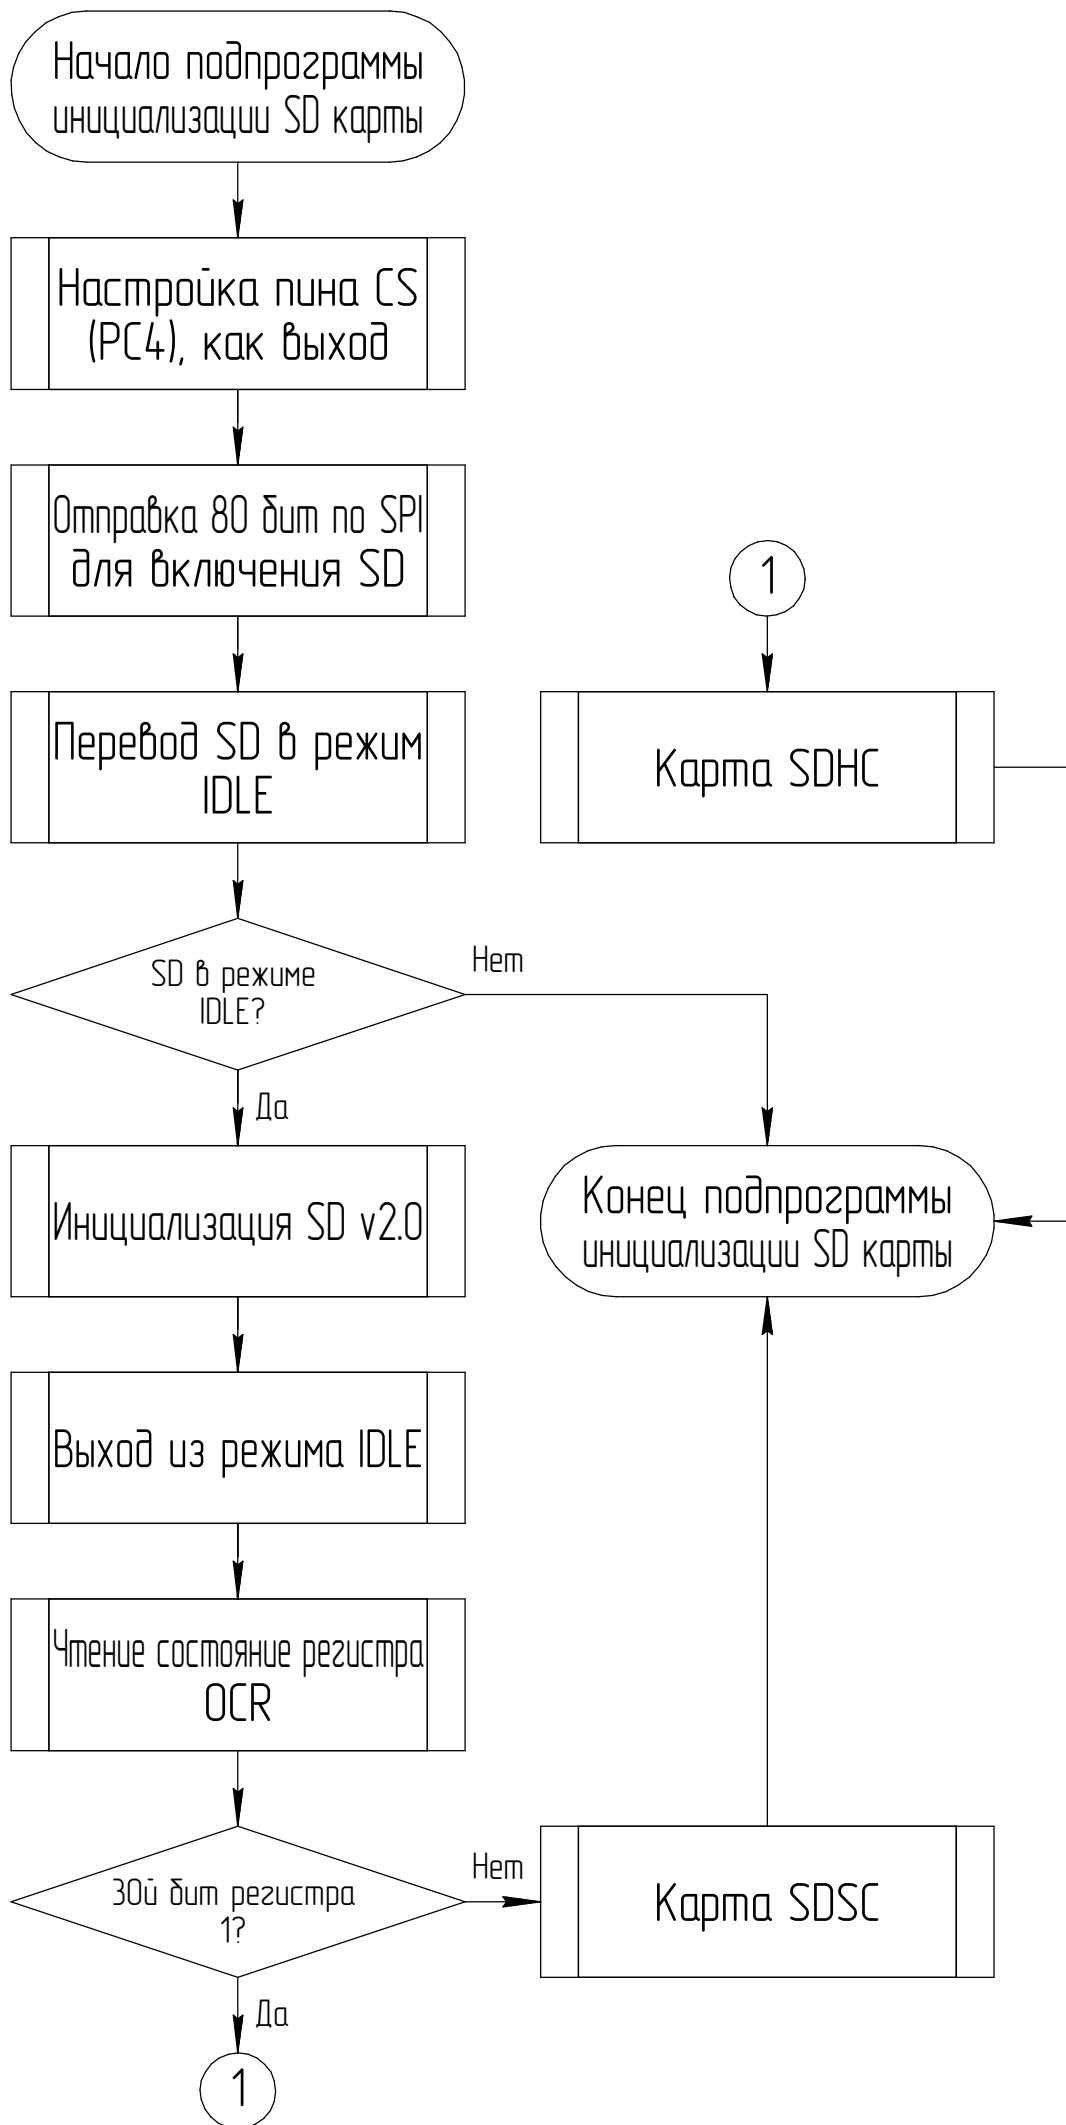 Начало подпрограммы
инициализации SD карты
Настройка пина CS
(PC4), как выход
Отправка 80 бит по SPI
для включения SD
Перевод SD в режим
IDLE
SD в режиме
IDLE?
Нет
Да
Инициализация SD v2.0
Выход из режима IDLE
Чтение состояние регистра
OCR
30й бит регистра
1?
Нет
Да
1
1
Карта SDHC
Конец подпрограммы
инициализации SD карты
Карта SDSC